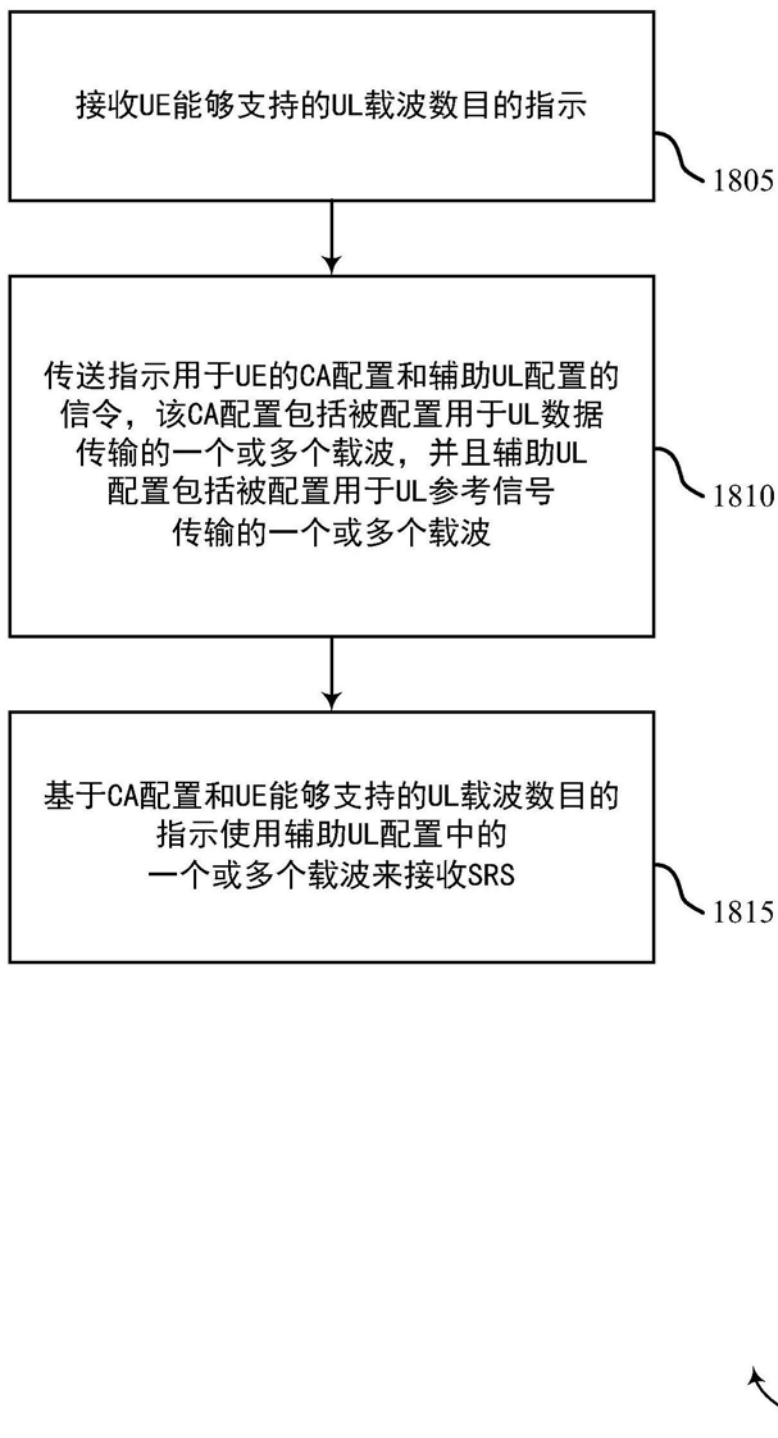 接收UE能够支持的UL载波数目的指示
1805
传送指示用于UE的CA配置和辅助UL配置的
信令，该CA配置包括被配置用于UL数据
传输的一个或多个载波，并且辅助UL
配置包括被配置用于UL参考信号
传输的一个或多个载波
1810
基于CA配置和UE能够支持的UL载波数目的
指示使用辅助UL配置中的
一个或多个载波来接收SRS
1815